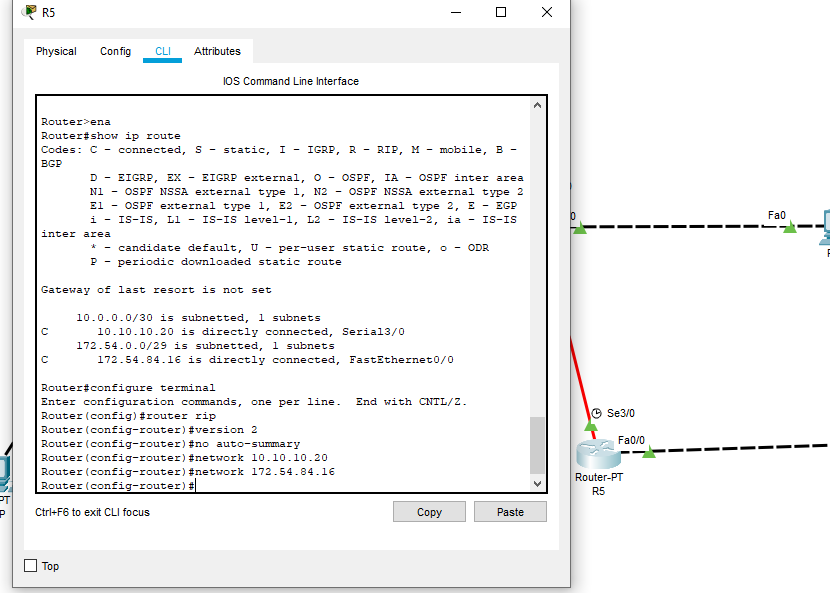 R5
Physical Config CLI Attributes
IOS Command Line Interface
Router>ena
Router#show ip route
Codes: C - connected, S - static, I - IGRP, R - RIP, M - mobile, B -
BGP
D - EIGRP, EX - EIGRP external, O - OSPF, IA - OSPF inter area
N1 - OSPF NSSA external type 1, N2 - OSPF NSSA external type 2
E1 - OSPF external type 1, E2 - OSPF external type 2, E - EGP
i - IS-IS, L1 - IS-IS level-1, L2 - IS-IS level-2, ia - IS-IS
inter area
* - candidate default, U - per-user static route, o - ODR
P - periodic downloaded static route
Gateway of last resort is not set
10.0.0.0/30 is subnetted, 1 subnets
C 10.10.10.20 is directly connected, Serial3/0
172.54.0.0/29 is subnetted, 1 subnets
C 172.54.84.16 is directly connected, FastEthernet0/0
Router#configure terminal
Enter configuration commands, one per line. End with CNTL/Z.
Router(config)#router rip
Router(config-router)#version 2
Router(config-router)#no auto-summary
Router(config-router)#network 10.10.10.20
Router(config-router)#network 172.54.84.16
Router(config-router)#
Ctrl+F6 to exit CLI focus
Copy Paste
Top
0
Fa0
Se3/0
Fa0/0
Router-PT
R5
PT
P